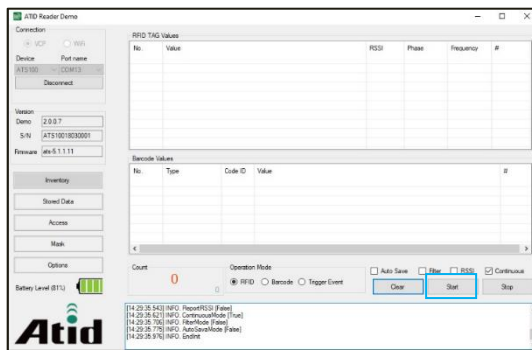 ATID Reader Demo
Connection
VCP WiFi
Device Port name
ATS100 COM13
Disconnect
Version
Demo 2.0.0.7
S/N ATS10018030001
Firmware ats-5.1.1.11
Inventory
Stored Data
Access
Mask
Options
Battery Level (81%)
Atid
RFID TAG Values
No. Value RSSI Phase Frequency #
Barcode Values
No. Type Code ID Value #
Count
0
0
Operation Mode
RFID Barcode Trigger Event
Auto Save Filter RSSI Continuous
Clear Start Stop
[14:29:35.543] INFO. ReportRSSI [False]
[14:29:35.621] INFO. ContinuousMode [True]
[14:29:35.706] INFO. FilterMode [False]
[14:29:35.775] INFO. AutoSaveMode [False]
[14:29:35.976] INFO. EndInit